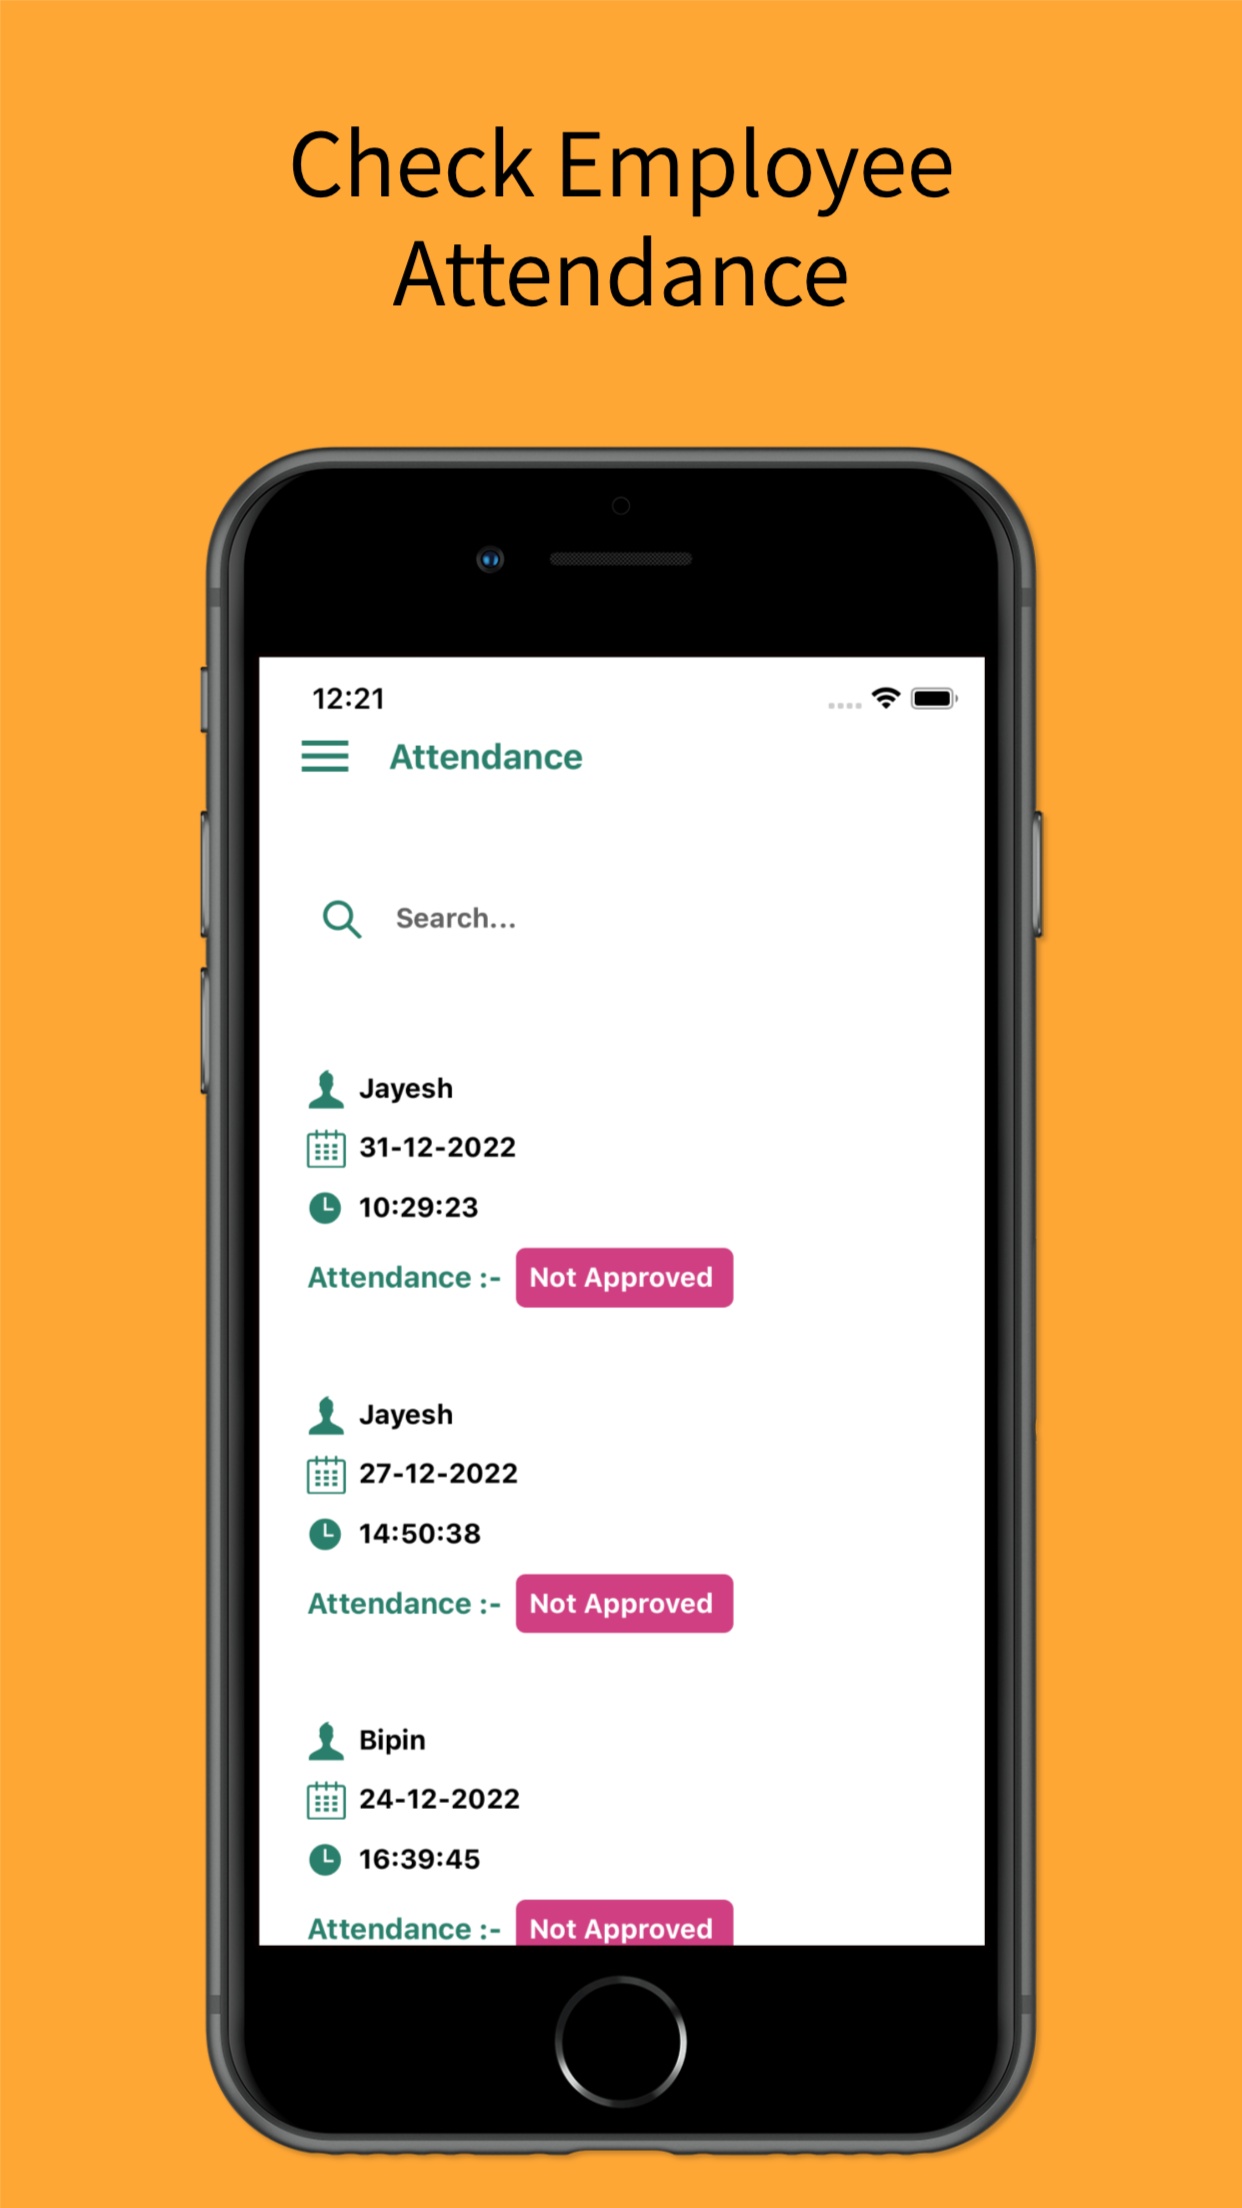 Check Employee
Attendance
12:21
Attendance
Search...
Jayesh
31-12-2022
10:29:23
Attendance :- Not Approved
Jayesh
27-12-2022
14:50:38
Attendance :- Not Approved
Bipin
24-12-2022
16:39:45
Attendance :- Not Approved